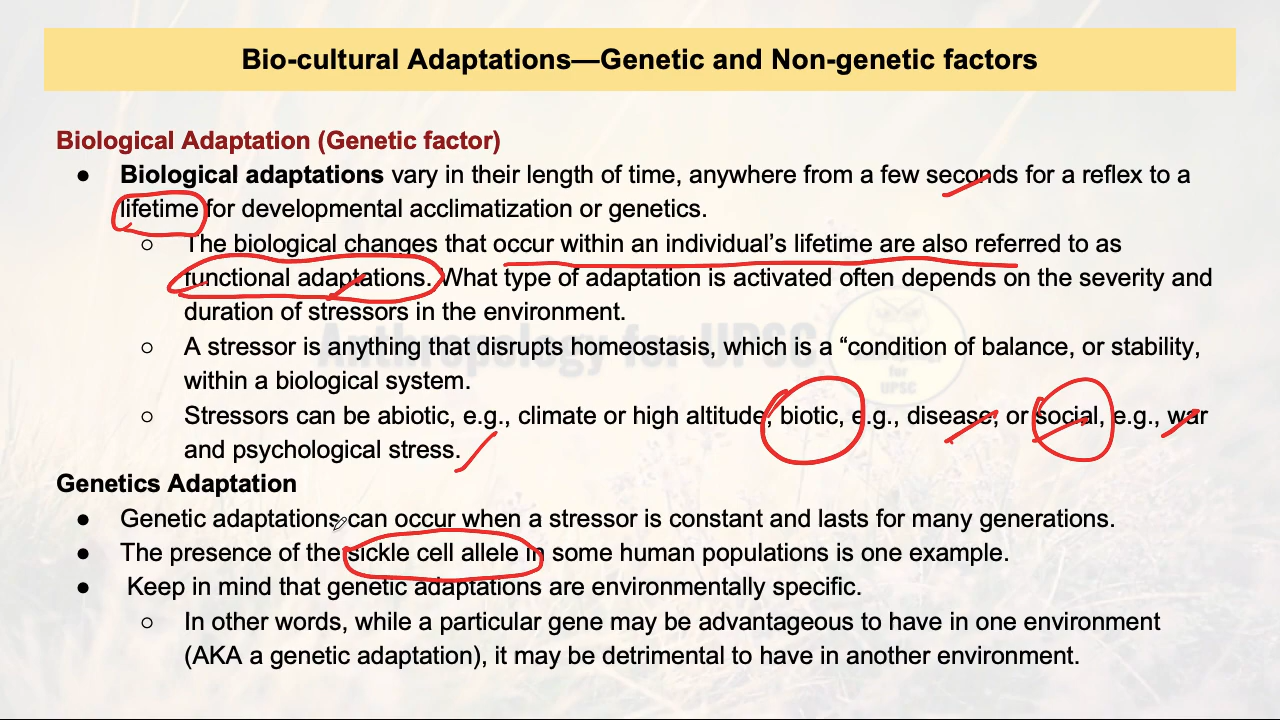 Bio-cultural Adaptations—Genetic and Non-genetic factors
Biological Adaptation (Genetic factor)
● Biological adaptations vary in their length of time, anywhere from a few seconds for a reflex to a
lifetime for developmental acclimatization or genetics.
○ The biological changes that occur within an individual’s lifetime are also referred to as
functional adaptations. What type of adaptation is activated often depends on the severity and
duration of stressors in the environment.
Anthropology for UPSC
for
UPSC
○ A stressor is anything that disrupts homeostasis, which is a “condition of balance, or stability,
within a biological system.
○ Stressors can be abiotic, e.g., climate or high altitude, biotic, e.g., disease, or social, e.g., war
and psychological stress.
Genetics Adaptation
● Genetic adaptations can occur when a stressor is constant and lasts for many generations.
● The presence of the sickle cell allele in some human populations is one example.
● Keep in mind that genetic adaptations are environmentally specific.
○ In other words, while a particular gene may be advantageous to have in one environment
(AKA a genetic adaptation), it may be detrimental to have in another environment.